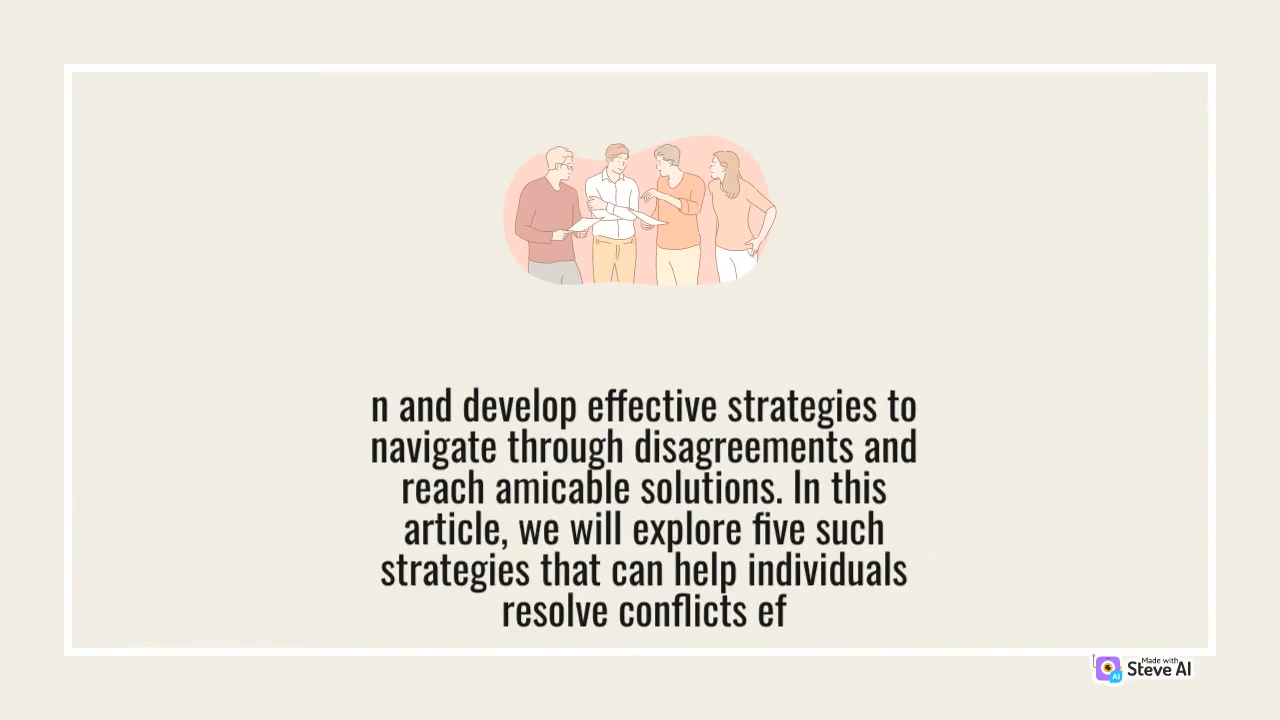 n and develop effective strategies to
navigate through disagreements and
reach amicable solutions. In this
article, we will explore five such
strategies that can help individuals
resolve conflicts ef
Made with
Steve AI
AI